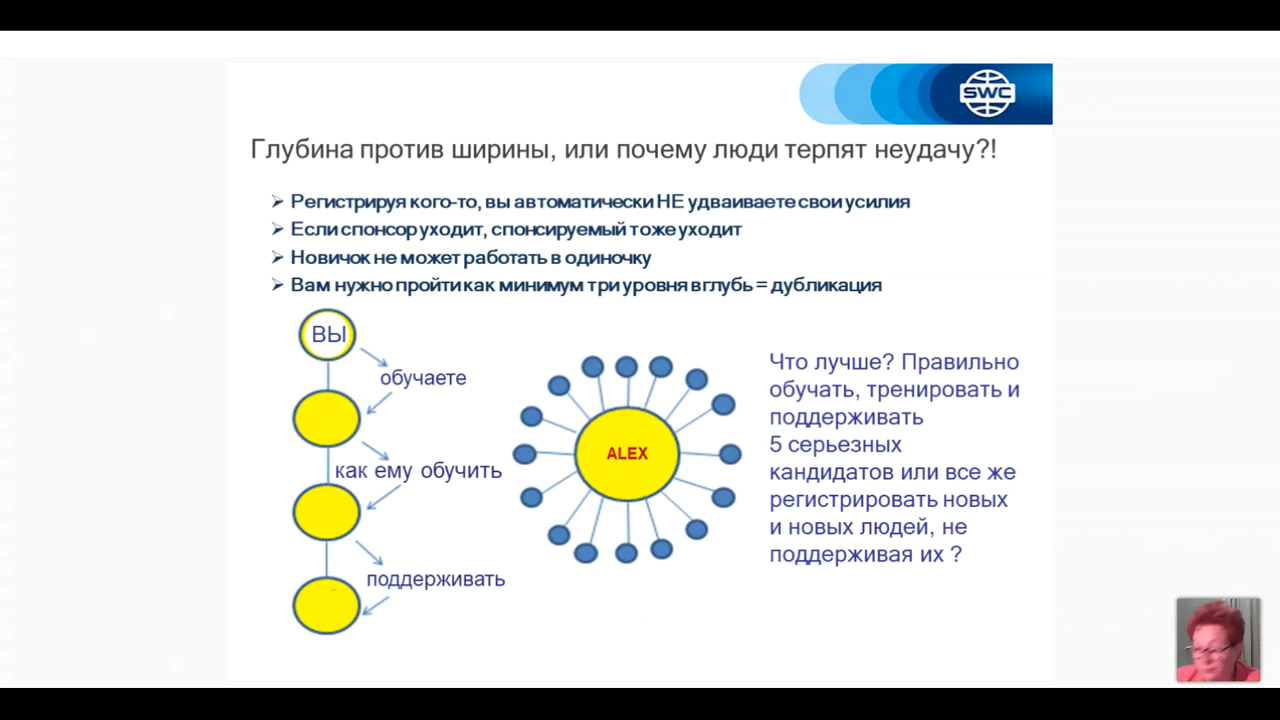 SWC
Глубина против ширины, или почему люди терпят неудачу?!
Регистрируя кого-то, вы автоматически НЕ удваиваете свои усилия
Если спонсор уходит, спонсируемый тоже уходит
Новичок не может работать в одиночку
Вам нужно пройти как минимум три уровня вглубь = дубликация
ВЫ
обучаете
как ему обучить
поддерживать
ALEX
Что лучше? Правильно
обучать, тренировать и
поддерживать
5 серьезных
кандидатов или все же
регистрировать новых
и новых людей, не
поддерживая их ?